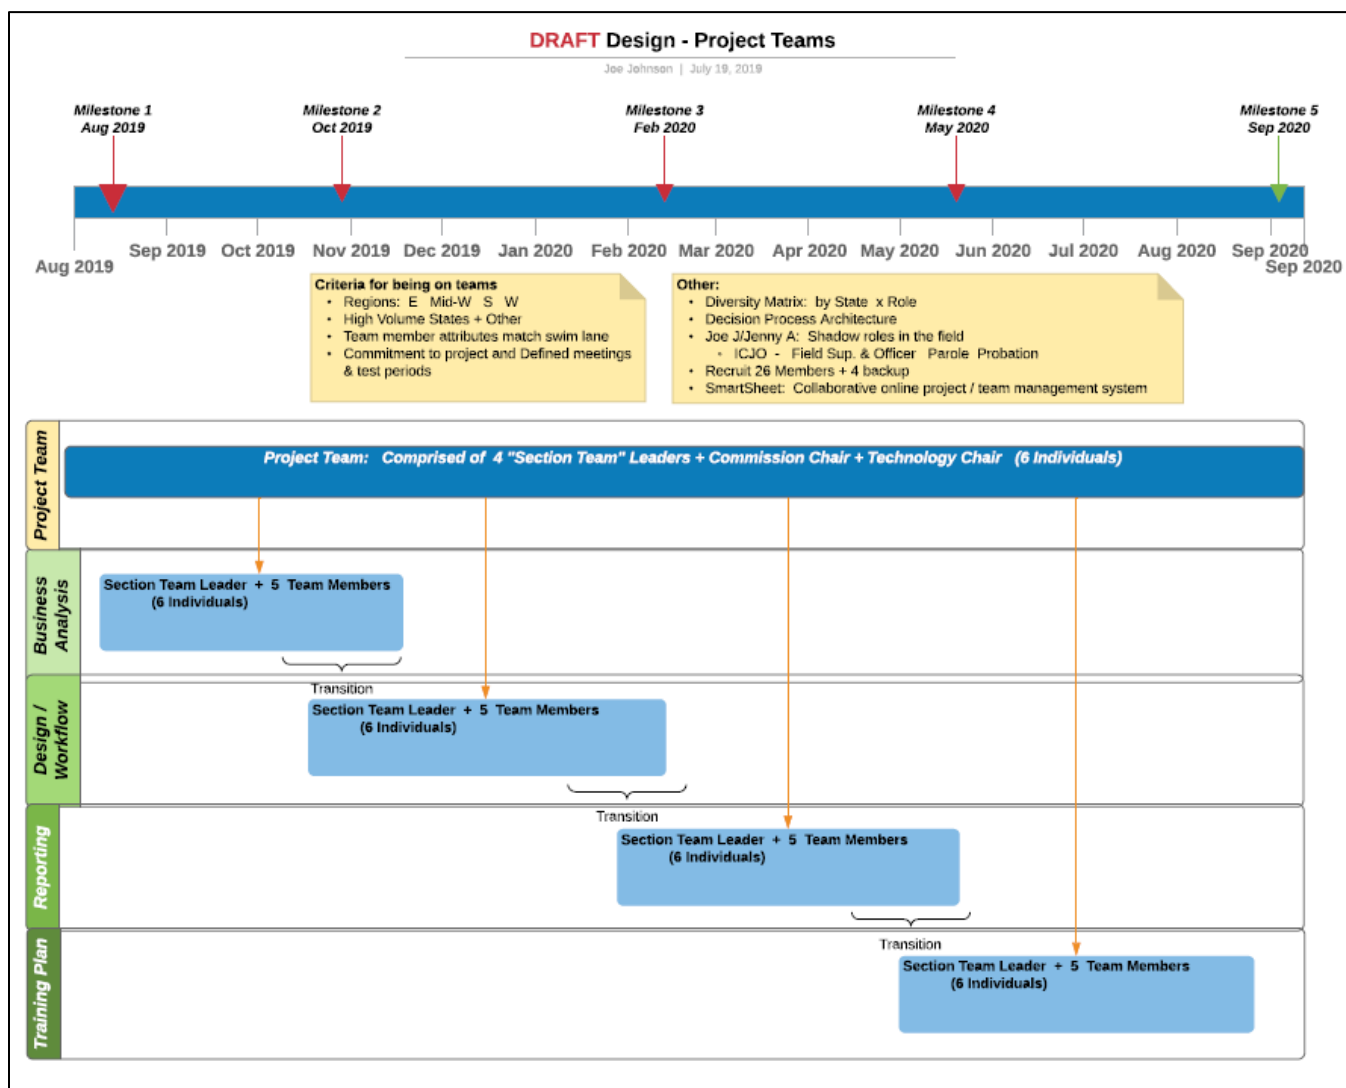 DRAFT Design - Project Teams
Joe Johnson | July 19, 2019
Milestone 1
Aug 2019
Milestone 2
Oct 2019
Milestone 3
Feb 2020
Milestone 4
May 2020
Milestone 5
Sep 2020
Aug 2019
Sep 2019
Oct 2019
Nov 2019
Dec 2019
Jan 2020
Feb 2020
Mar 2020
Apr 2020
May 2020
Jun 2020
Jul 2020
Aug 2020
Sep 2020
Sep 2020
Criteria for being on teams
• Regions: E Mid-W S W
• High Volume States + Other
• Team member attributes match swim lane
• Commitment to project and Defined meetings
& test periods
Other:
• Diversity Matrix: by State x Role
• Decision Process Architecture
• Joe J/Jenny A: Shadow roles in the field
◦ ICJO - Field Sup. & Officer Parole Probation
• Recruit 26 Members + 4 backup
• SmartSheet: Collaborative online project / team management system
Project Team
Project Team: Comprised of 4 "Section Team" Leaders + Commission Chair + Technology Chair (6 Individuals)
Business
Analysis
Section Team Leader + 5 Team Members
(6 Individuals)
Transition
Design /
Workflow
Section Team Leader + 5 Team Members
(6 Individuals)
Transition
Reporting
Section Team Leader + 5 Team Members
(6 Individuals)
Transition
Training Plan
Section Team Leader + 5 Team Members
(6 Individuals)